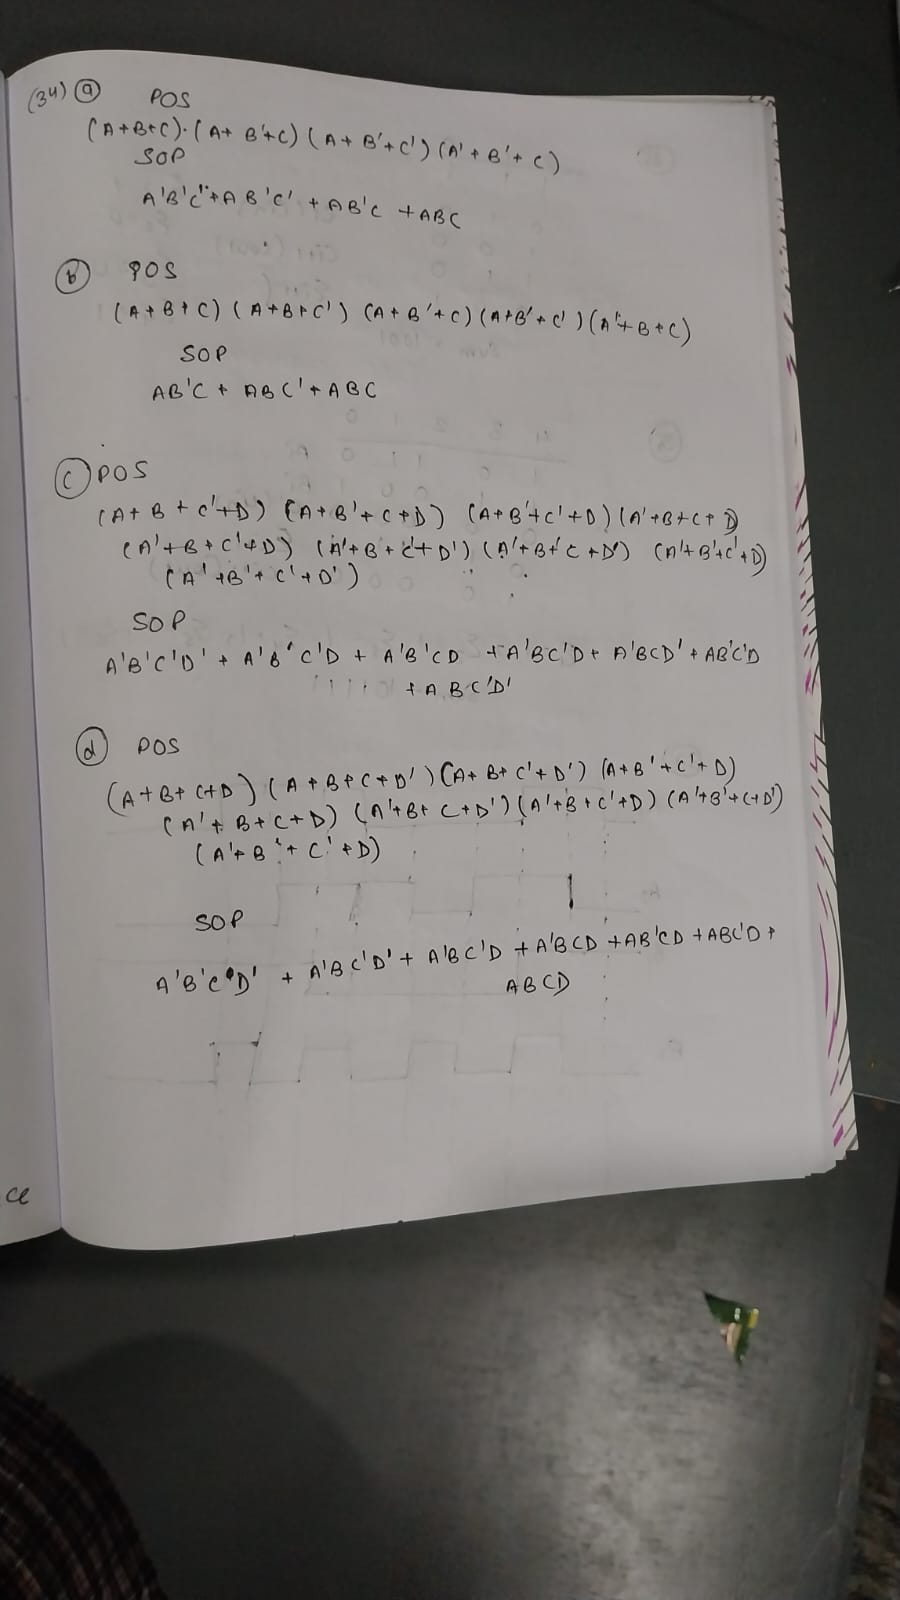 (34) (a) POS
(A+B+C)·(A+B'+C)(A+B'+C')(A'+B'+C)
SOP
A'B'C + AB'C' + AB'C + ABC
(b) POS
(A+B+C)(A+B+C')(A+B'+C)(A+B'+C')(A'+B+C)
SOP
AB'C + ABC' + ABC
(c) POS
(A+B+C'+D)(A+B'+C+D)(A+B'+C'+D)(A'+B+C+D)
(A'+B+C'+D)(A'+B+C'+D')(A'+B+C+D')(A'+B'+C'+D)
(A'+B'+C'+D')
SOP
A'B'C'D' + A'B'C'D + A'B'CD + A'BC'D + A'BCD' + AB'C'D
+ ABC'D'
(d) POS
(A+B+C+D)(A+B+C+D')(A+B+C'+D')(A+B'+C'+D)
(A'+B+C+D)(A'+B+C+D')(A'+B+C'+D)(A'+B'+C+D')
(A'+B'+C'+D)
SOP
A'B'C D' + A'BC'D' + A'BC'D + A'BCD + AB'CD + ABC'D +
ABCD
ce